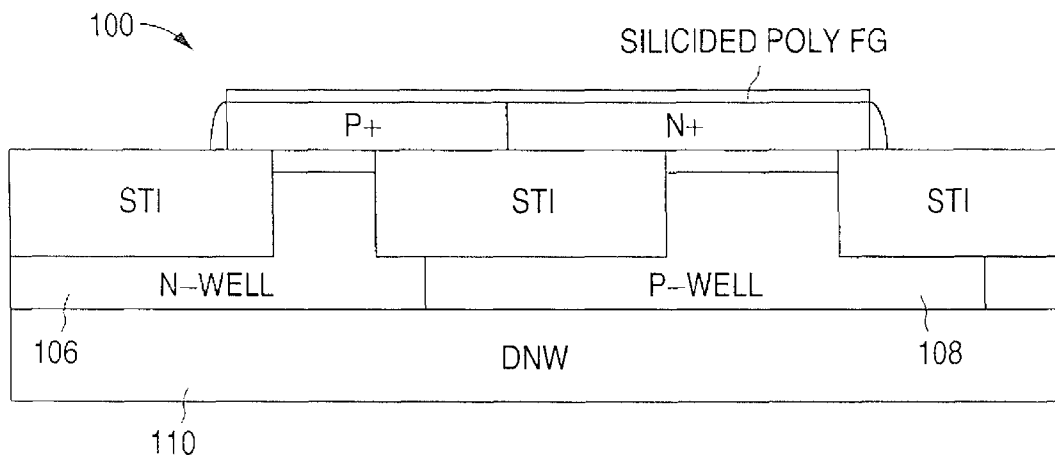 100
SILICIDED POLY FG
P+
N+
STI
STI
STI
N-WELL
P-WELL
106
DNW
108
110